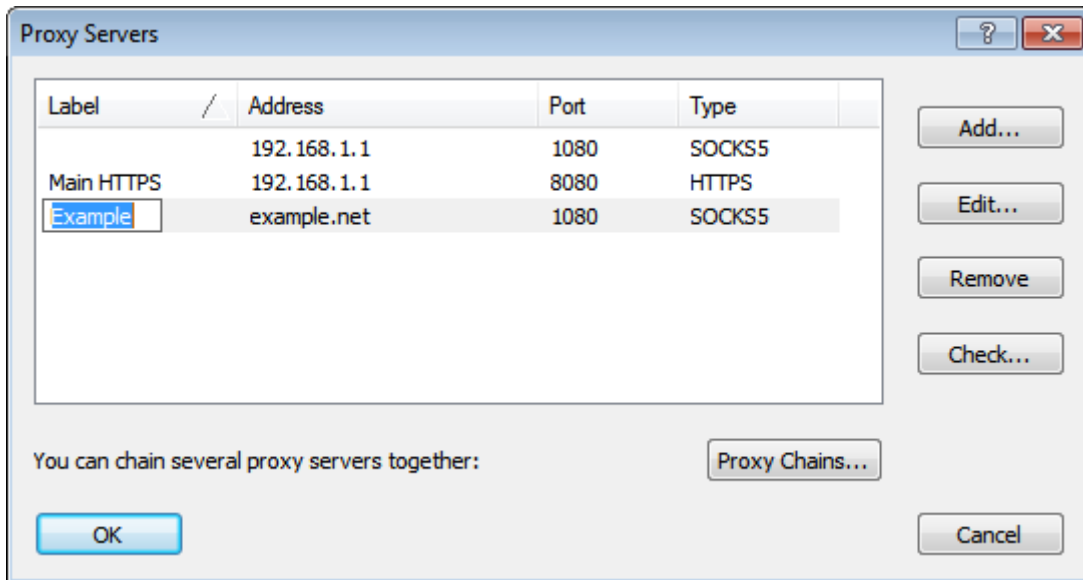 Proxy Servers
Label Address Port Type
192.168.1.1 1080 SOCKS5
Main HTTPS 192.168.1.1 8080 HTTPS
Example example.net 1080 SOCKS5
Add...
Edit...
Remove
Check...
You can chain several proxy servers together: Proxy Chains...
OK Cancel